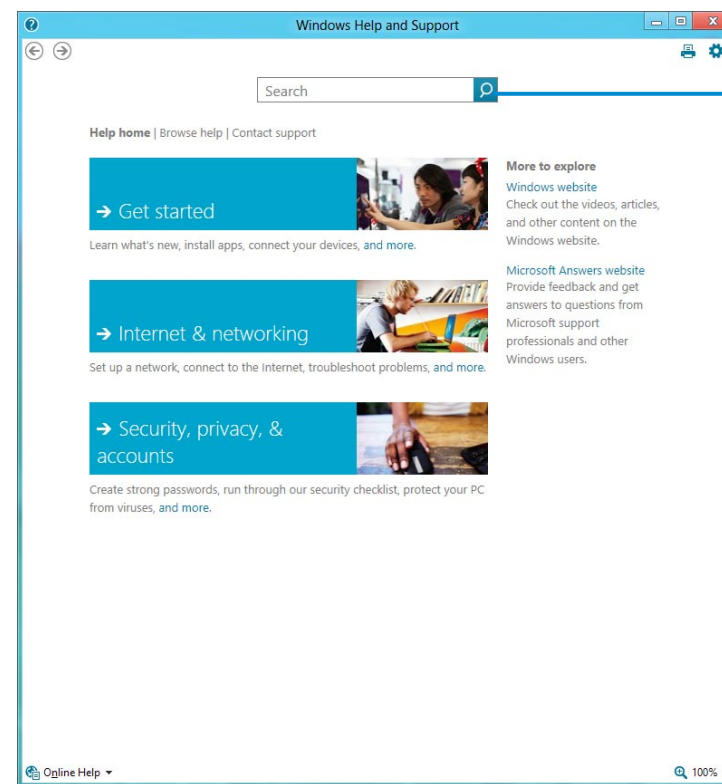 Windows Help and Support
Search
Help home | Browse help | Contact support
→ Get started
Learn what's new, install apps, connect your devices, and more.
→ Internet & networking
Set up a network, connect to the Internet, troubleshoot problems, and more.
→ Security, privacy, &
accounts
Create strong passwords, run through our security checklist, protect your PC
from viruses, and more.
More to explore
Windows website
Check out the videos, articles,
and other content on the
Windows website.
Microsoft Answers website
Provide feedback and get
answers to questions from
Microsoft support
professionals and other
Windows users.
Online Help
100%